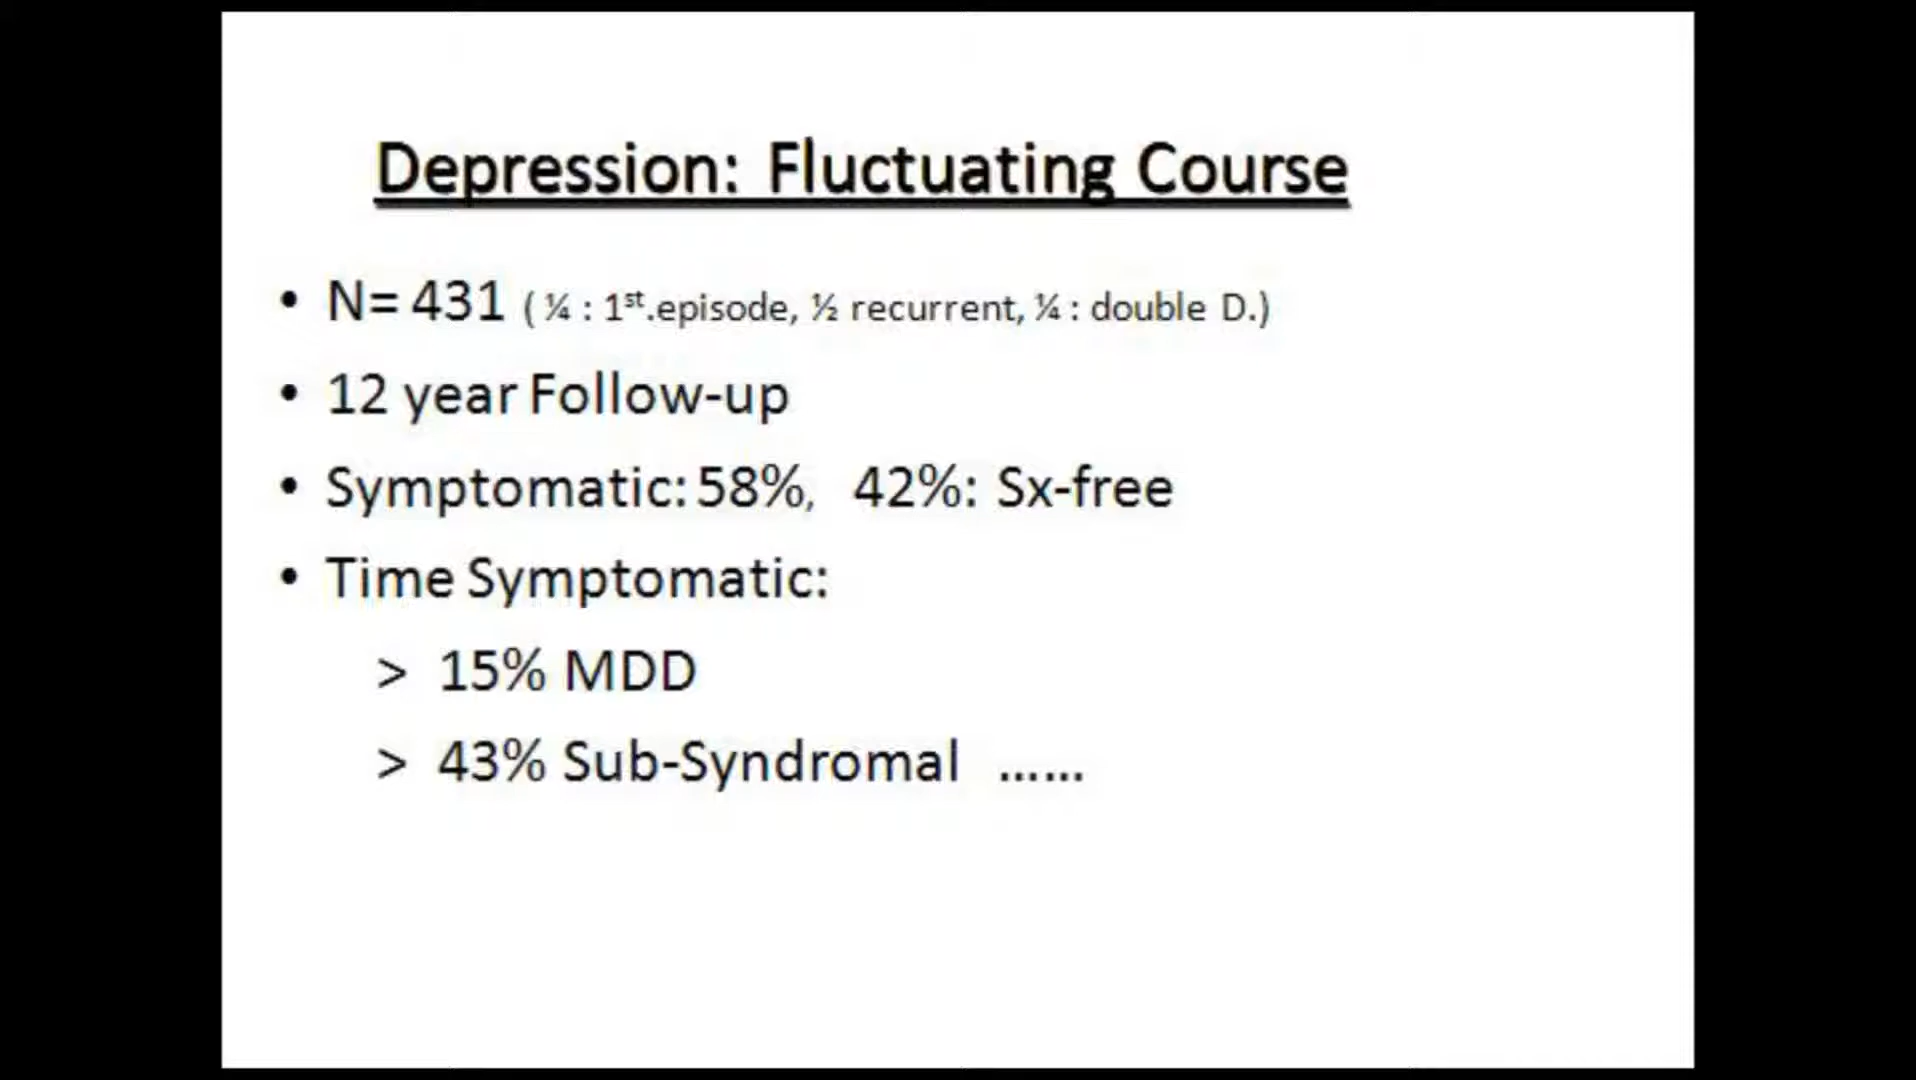 Depression: Fluctuating Course
• N= 431 ( ¼ : 1st.episode, ½ recurrent, ¼ : double D.)
• 12 year Follow-up
• Symptomatic: 58%, 42%: Sx-free
• Time Symptomatic:
> 15% MDD
> 43% Sub-Syndromal ......